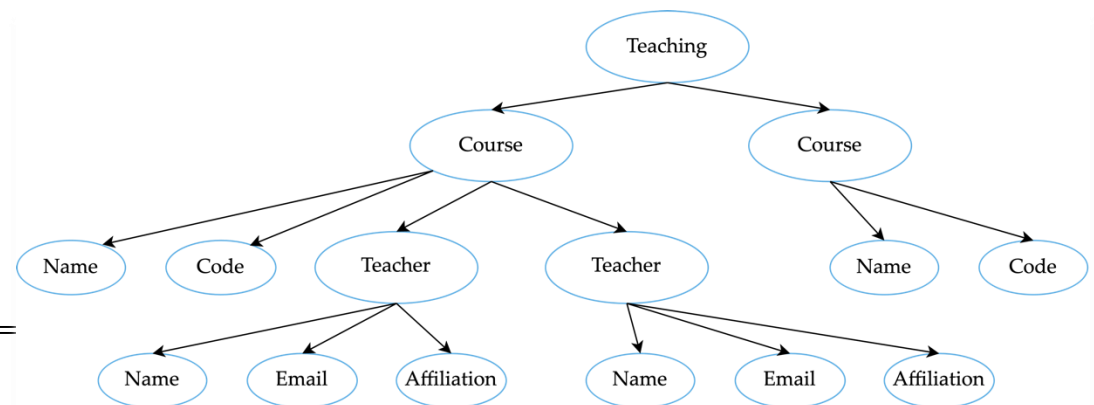 Teaching
Course Course
Name Code Teacher Teacher Name Code
=
Name Email Affiliation Name Email Affiliation